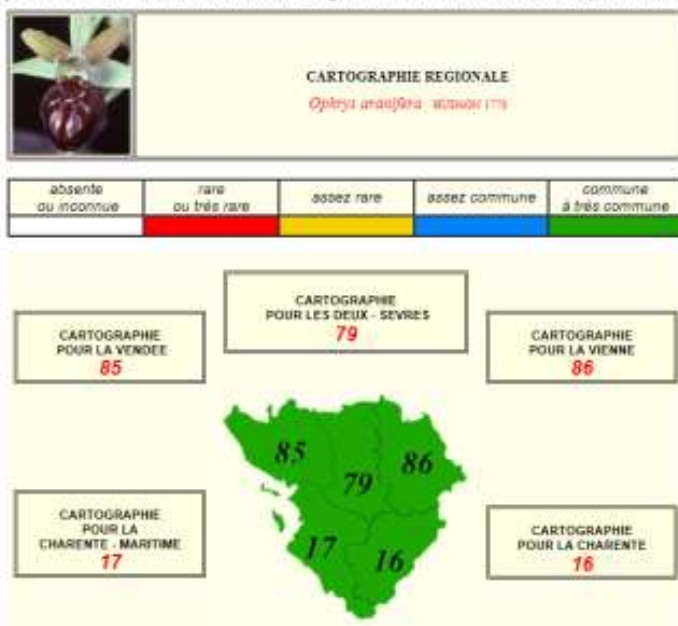 CARTOGRAPHIE REGIONALE
Ophrys aranifera HUDSON 1778
absente
ou inconnue
rare
ou très rare
assez rare
assez commune
commune
à très commune
CARTOGRAPHIE
POUR LES DEUX - SEVRES
79
CARTOGRAPHIE
POUR LA VENDEE
85
CARTOGRAPHIE
POUR LA VIENNE
86
85
86
79
17
16
CARTOGRAPHIE
POUR LA
CHARENTE - MARITIME
17
CARTOGRAPHIE
POUR LA CHARENTE
16